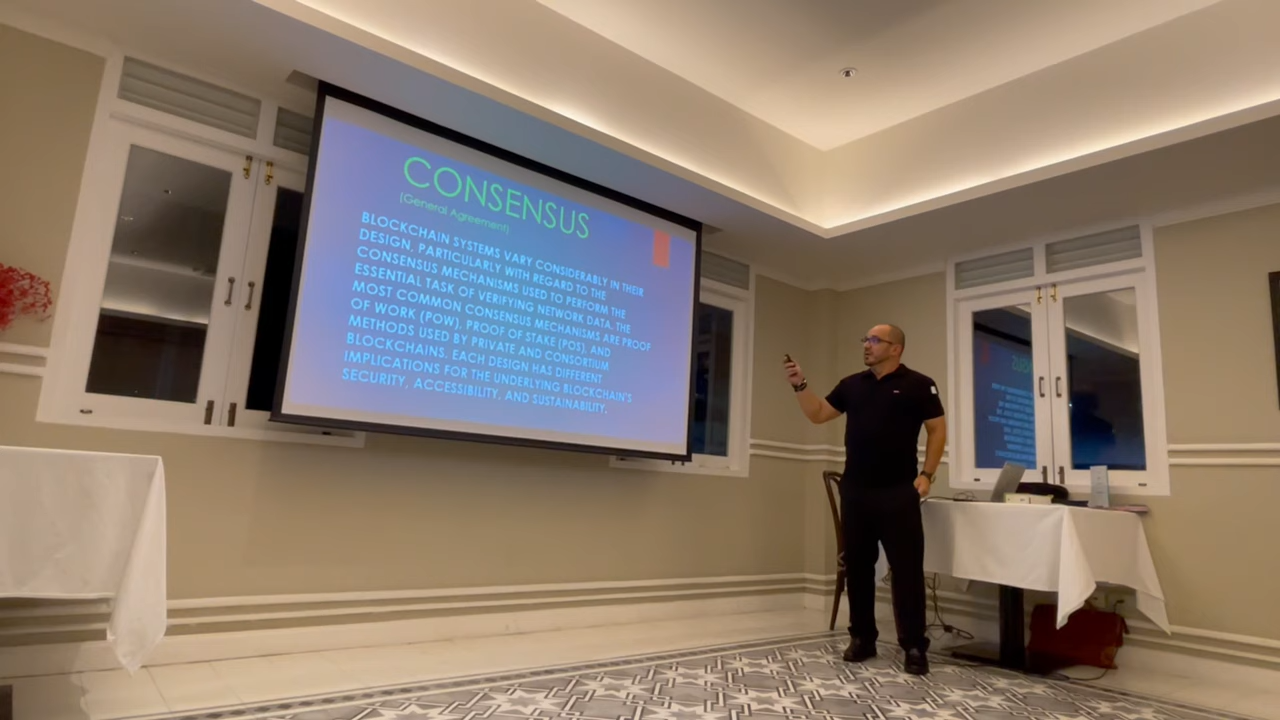 CONSENSUS
(General Agreement)
BLOCKCHAIN SYSTEMS VARY CONSIDERABLY IN THEIR
DESIGN, PARTICULARLY WITH REGARD TO THE
CONSENSUS MECHANISMS USED TO PERFORM THE
ESSENTIAL TASK OF VERIFYING NETWORK DATA. THE
MOST COMMON CONSENSUS MECHANISMS ARE PROOF
OF WORK (POW), PROOF OF STAKE (POS), AND
METHODS USED BY PRIVATE AND CONSORTIUM
BLOCKCHAINS. EACH DESIGN HAS DIFFERENT
IMPLICATIONS FOR THE UNDERLYING BLOCKCHAIN'S
SECURITY, ACCESSIBILITY, AND SUSTAINABILITY.